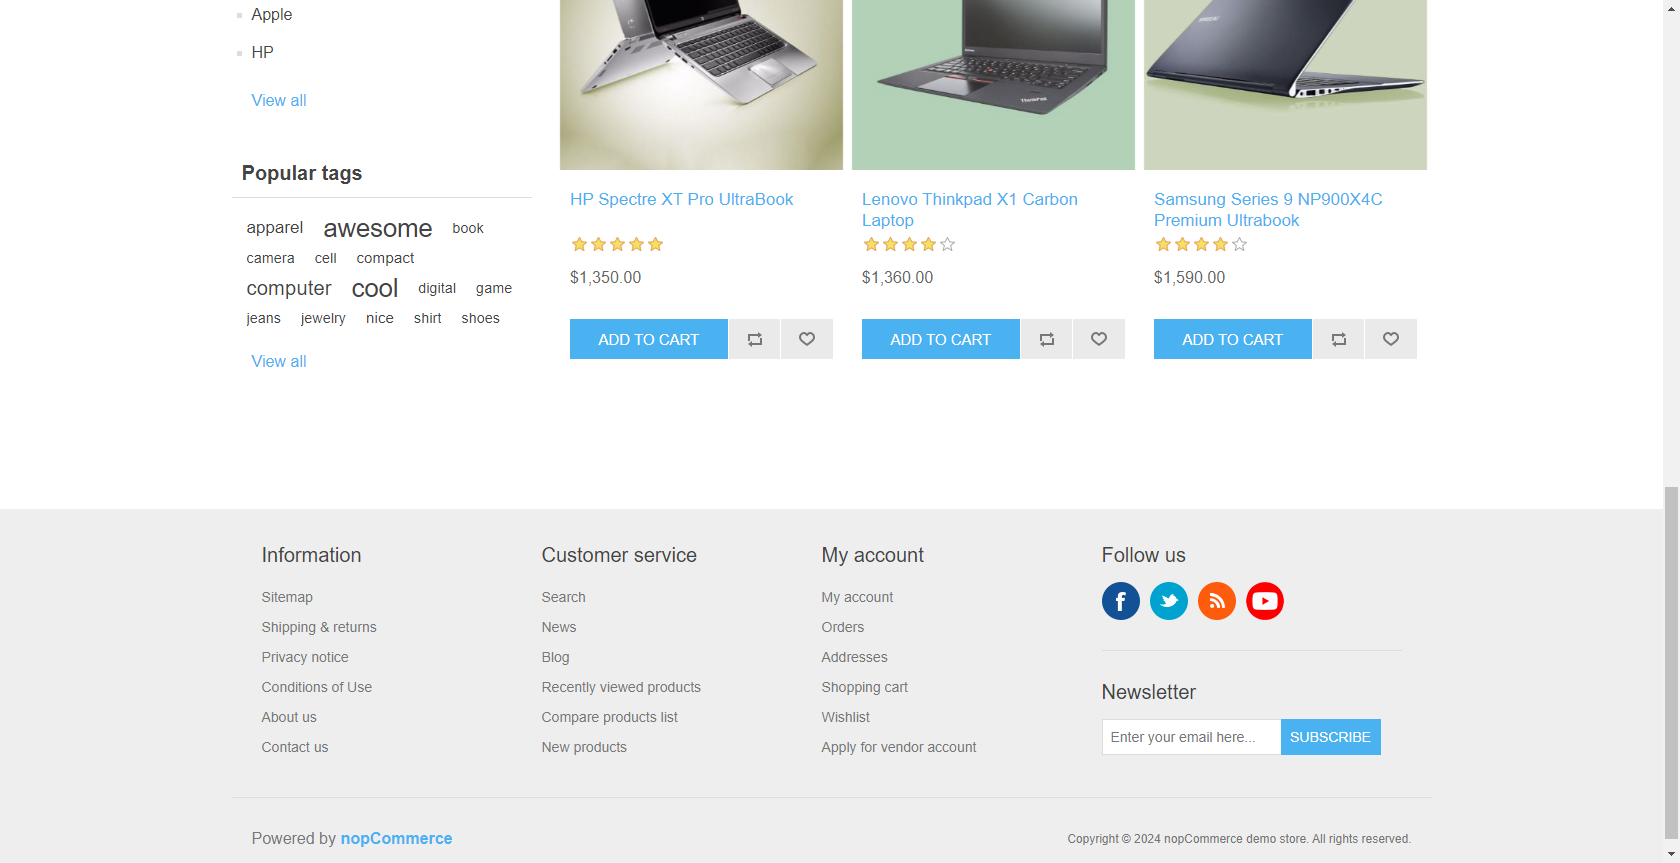 Apple
HP
View all
Popular tags
apparel awesome book
camera cell compact
computer cool digital game
jeans jewelry nice shirt shoes
View all
ThinkPad
HP Spectre XT Pro UltraBook
$1,350.00
ADD TO CART
Lenovo Thinkpad X1 Carbon
Laptop
$1,360.00
ADD TO CART
Samsung Series 9 NP900X4C
Premium Ultrabook
$1,590.00
ADD TO CART
Information
Sitemap
Shipping & returns
Privacy notice
Conditions of Use
About us
Contact us
Customer service
Search
News
Blog
Recently viewed products
Compare products list
New products
My account
My account
Orders
Addresses
Shopping cart
Wishlist
Apply for vendor account
Follow us
Newsletter
Enter your email here... SUBSCRIBE
Powered by nopCommerce
Copyright © 2024 nopCommerce demo store. All rights reserved.